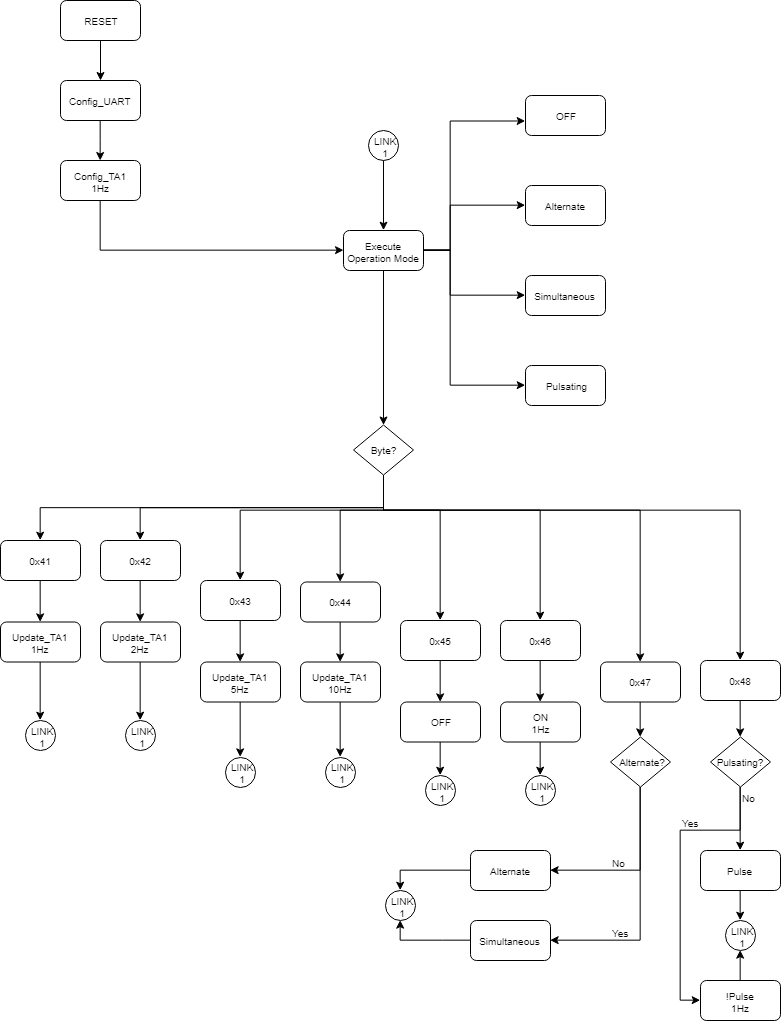 RESET
Config_UART
OFF
LINK
1
Config_TA1
1Hz
Alternate
Execute
Operation Mode
Simultaneous
Pulsating
Byte?
0x41
0x42
0x43
0x44
0x45
0x46
0x47
0x48
Update_TA1
1Hz
Update_TA1
2Hz
Update_TA1
5Hz
Update_TA1
10Hz
OFF
ON
1Hz
LINK
1
LINK
1
LINK
1
LINK
1
LINK
1
LINK
1
Alternate?
Pulsating?
No
Yes
No
Alternate
Pulse
LINK
1
Yes
Simultaneous
LINK
1
!Pulse
1Hz